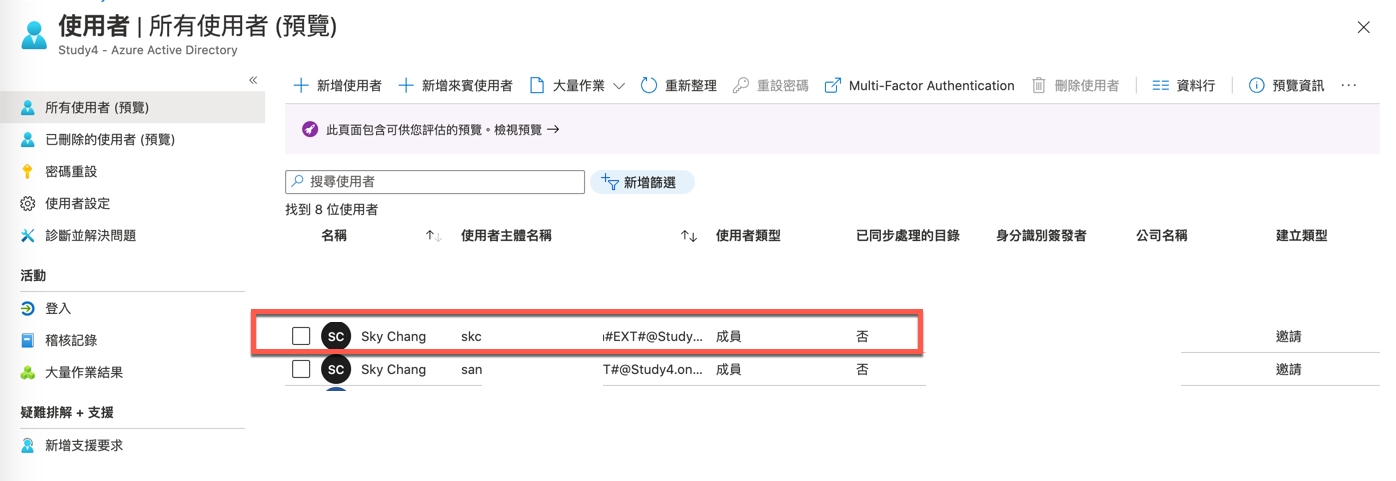 使用者 | 所有使用者 (預覽)
Study4 - Azure Active Directory
所有使用者 (預覽)
已刪除的使用者 (預覽)
密碼重設
使用者設定
診斷並解決問題
活動
登入
稽核記錄
大量作業結果
疑難排解 + 支援
新增支援要求
新增使用者 新增來賓使用者 大量作業 重新整理 重設密碼 Multi-Factor Authentication 刪除使用者 資料行 預覽資訊 ...
此頁面包含可供您評估的預覽。檢視預覽 →
搜尋使用者 新增篩選
找到 8 位使用者
名稱 使用者主體名稱 使用者類型 已同步處理的目錄 身分識別簽發者 公司名稱 建立類型
SC Sky Chang skc #EXT#@Study... 成員 否 邀請
SC Sky Chang san T#@Study4.on... 成員 否 邀請